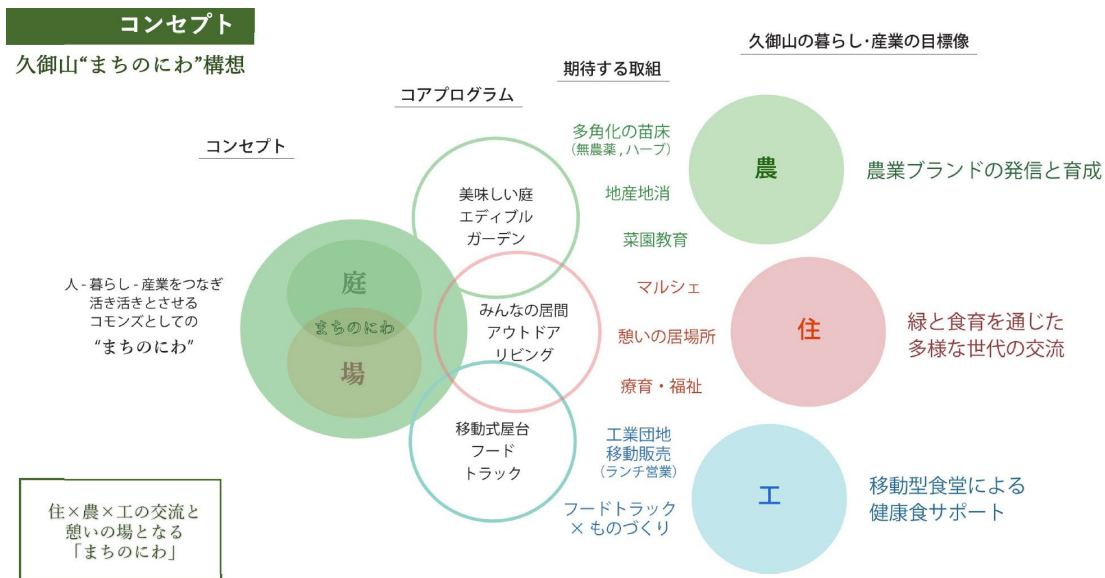 コンセプト
久御山“まちのにわ”構想
コンセプト
コアプログラム
期待する取組
久御山の暮らし・産業の目標像
人 - 暮らし - 産業をつなぎ
活き活きとさせる
コモンズとしての
“まちのにわ”
庭
まちのにわ
場
美味しい庭
エディブル
ガーデン
みんなの居間
アウトドア
リビング
移動式屋台
フード
トラック
多角化の苗床
(無農薬 , ハーブ)
地産地消
菜園教育
マルシェ
憩いの居場所
療育・福祉
工業団地
移動販売
(ランチ営業)
フードトラック
× ものづくり
農
農業ブランドの発信と育成
住
緑と食育を通じた
多様な世代の交流
工
移動型食堂による
健康食サポート
住×農×工の交流と
憩いの場となる
「まちのにわ」